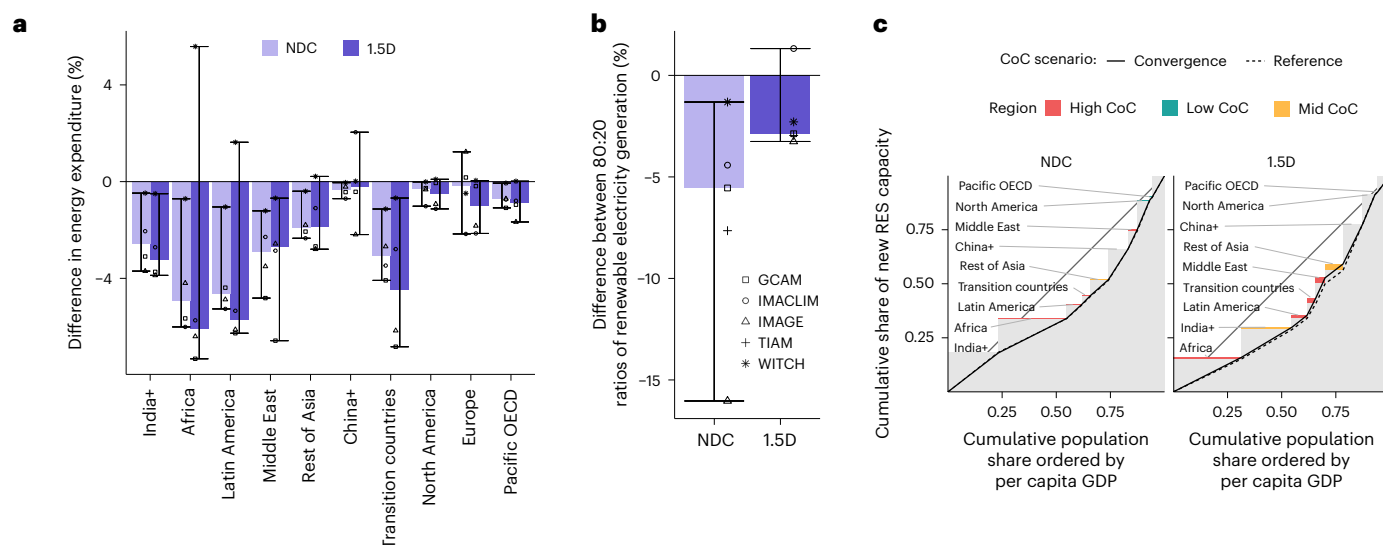 a
Difference in energy expenditure (%)
NDC
1.5D
4
0
−4
India+
Africa
Latin America
Middle East
Rest of Asia
China+
Transition countries
North America
Europe
Pacific OECD
b
Difference between 80:20
ratios of renewable electricity generation (%)
0
−5
−10
−15
GCAM
IMACLIM
IMAGE
TIAM
WITCH
NDC
1.5D
c
CoC scenario:
Convergence
Reference
Region
High CoC
Low CoC
Mid CoC
Cumulative share of new RES capacity
NDC
Pacific OECD
North America
Middle East
China+
Rest of Asia
Transition countries
Latin America
Africa
India+
0.75
0.50
0.25
0.25
0.50
0.75
Cumulative population
share ordered by
per capita GDP
1.5D
Pacific OECD
North America
China+
Rest of Asia
Middle East
Transition countries
Latin America
India+
Africa
0.25
0.50
0.75
Cumulative population
share ordered by
per capita GDP